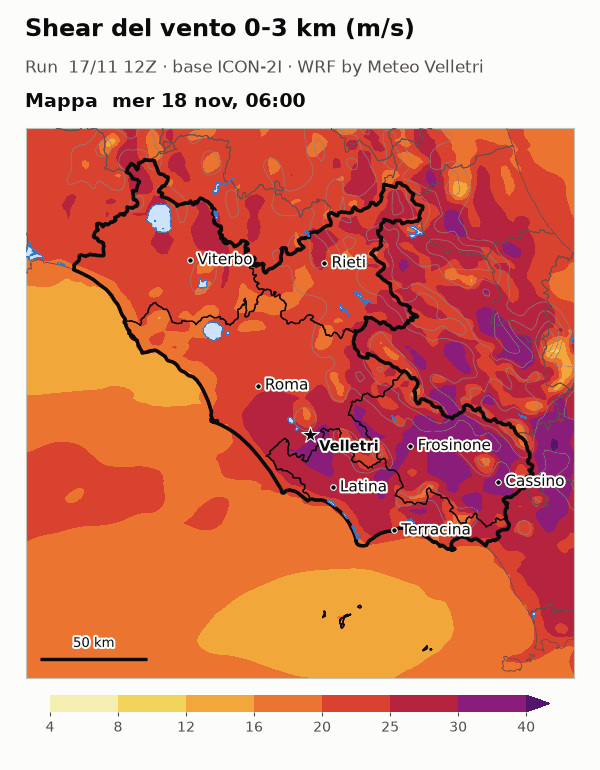 Shear del vento 0-3 km (m/s)
Run  17/11 12Z · base ICON-2I · WRF by Meteo Velletri
Mappa  mer 18 nov, 06:00
Viterbo
Rieti
Roma
Velletri
Frosinone
Latina
Cassino
Terracina
50 km
4 8 12 16 20 25 30 40